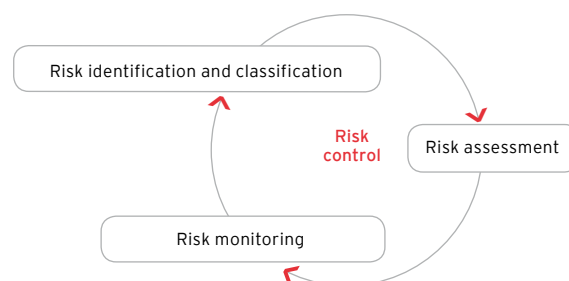 Risk identification and classification
Risk
control
Risk assessment
Risk monitoring